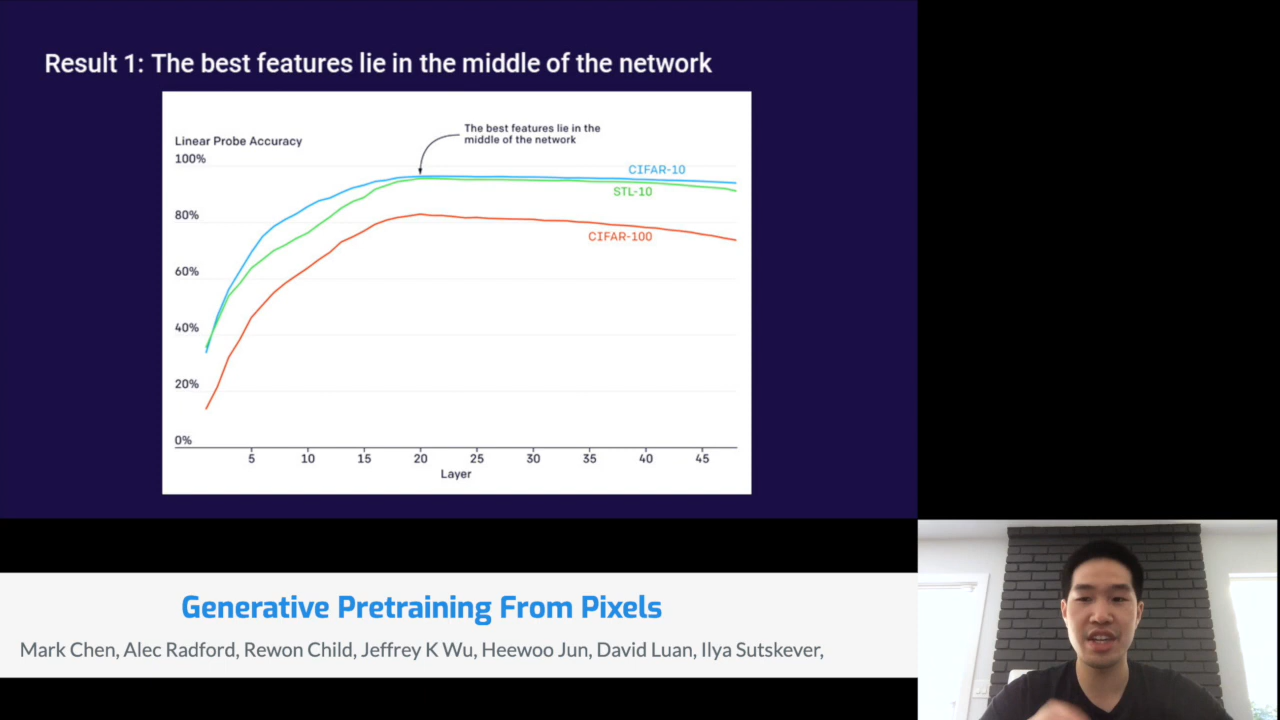 Result 1: The best features lie in the middle of the network
The best features lie in the
middle of the network
Linear Probe Accuracy
100%
CIFAR-10
STL-10
80%
CIFAR-100
60%
40%
20%
0%
5 10 15 20 25 30 35 40 45
Layer
Generative Pretraining From Pixels
Mark Chen, Alec Radford, Rewon Child, Jeffrey K Wu, Heewoo Jun, David Luan, Ilya Sutskever,